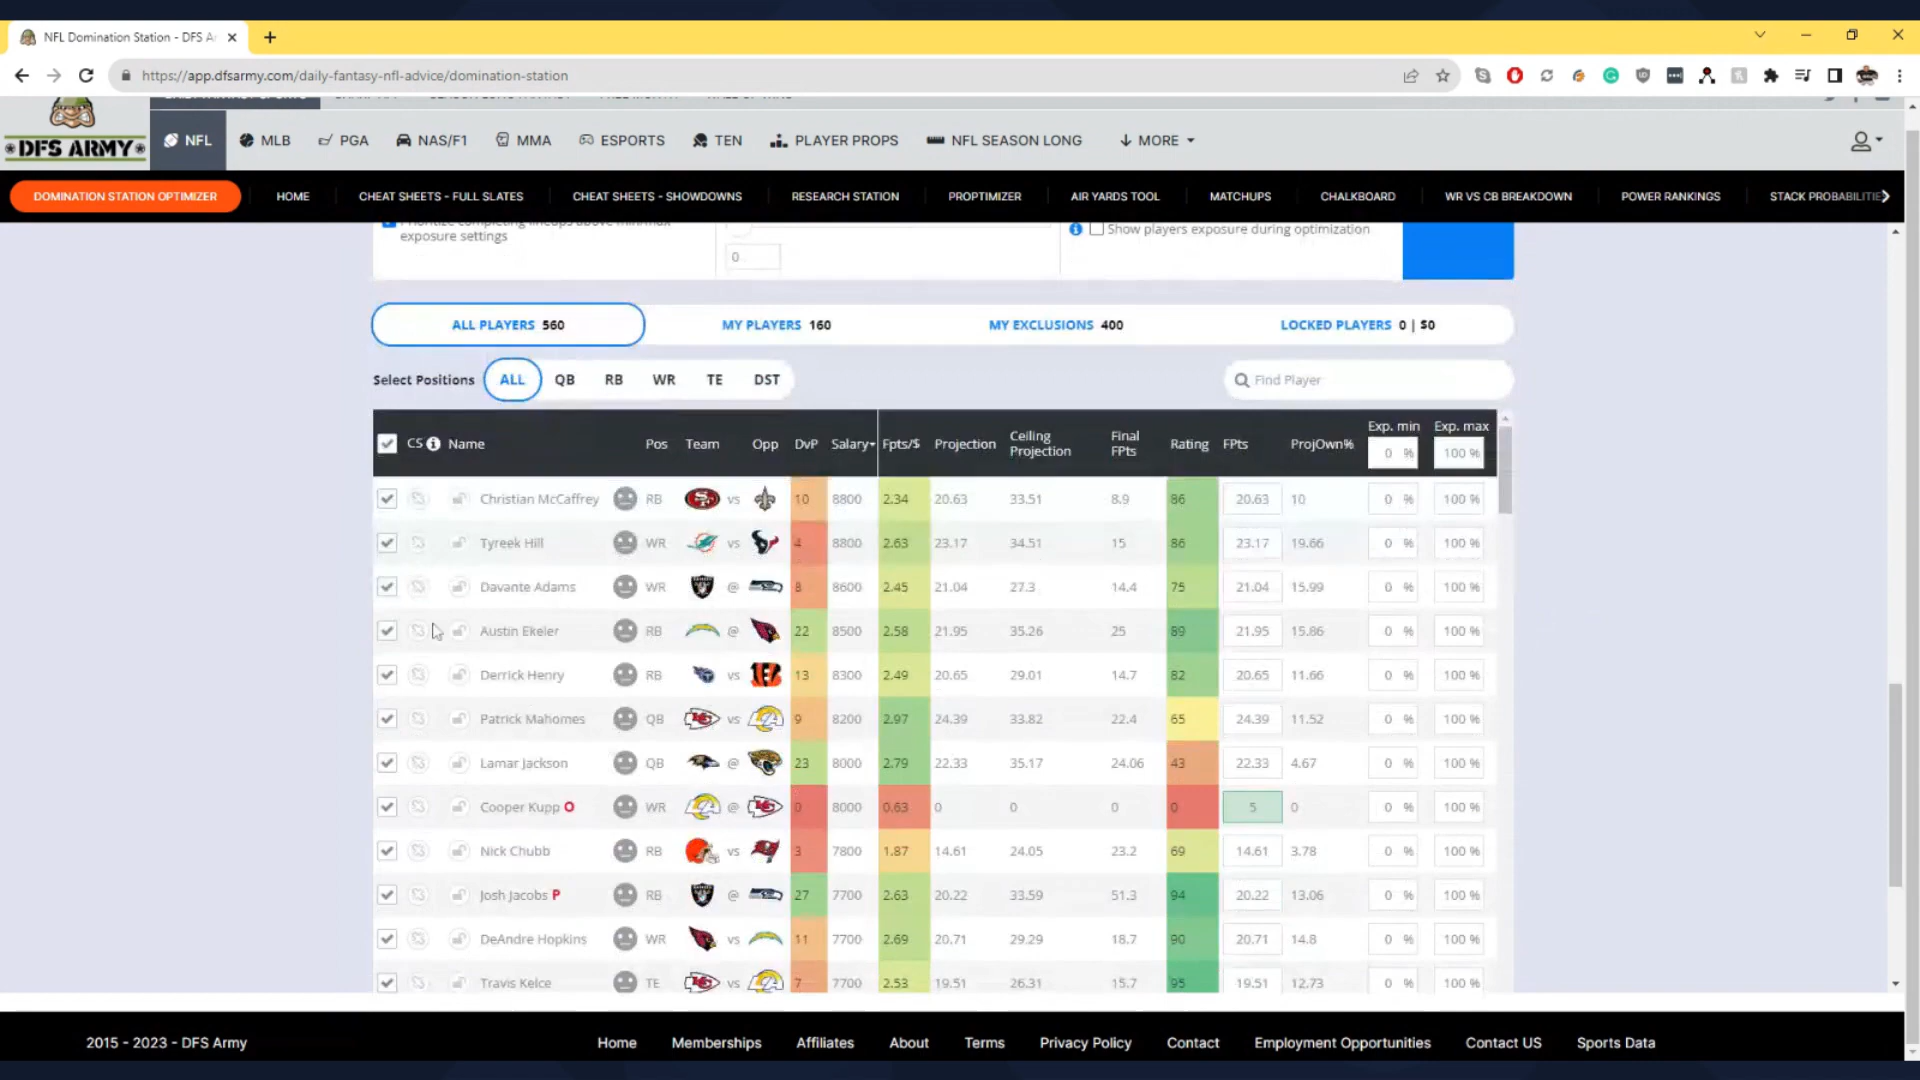 NFL Domination Station - DFS A
https://app.dfsarmy.com/daily-fantasy-nfl-advice/domination-station
DFS ARMY
NFL MLB PGA NAS/F1 MMA ESPORTS TEN PLAYER PROPS NFL SEASON LONG MORE
DOMINATION STATION OPTIMIZER HOME CHEAT SHEETS - FULL SLATES CHEAT SHEETS - SHOWDOWNS RESEARCH STATION PROPTIMIZER AIR YARDS TOOL MATCHUPS CHALKBOARD WR VS CB BREAKDOWN POWER RANKINGS STACK PROBABILITIE
Prioritize completing lineups above min/max
exposure settings
0
Show players exposure during optimization
ALL PLAYERS 560 MY PLAYERS 160 MY EXCLUSIONS 400 LOCKED PLAYERS 0 | $0
Select Positions ALL QB RB WR TE DST Find Player
CS Name Pos Team Opp DvP Salary Fpts/$ Projection Ceiling Projection Final FPts Rating FPts ProjOwn% Exp. min 0 % Exp. max 100 %
Christian McCaffrey RB vs 10 8800 2.34 20.63 33.51 8.9 86 20.63 10 0 % 100 %
Tyreek Hill WR vs 4 8800 2.63 23.17 34.51 15 86 23.17 19.66 0 % 100 %
Davante Adams WR @ 8 8600 2.45 21.04 27.3 14.4 75 21.04 15.99 0 % 100 %
Austin Ekeler RB @ 22 8500 2.58 21.95 35.26 25 89 21.95 15.86 0 % 100 %
Derrick Henry RB vs 13 8300 2.49 20.65 29.01 14.7 82 20.65 11.66 0 % 100 %
Patrick Mahomes QB vs 9 8200 2.97 24.39 33.82 22.4 65 24.39 11.52 0 % 100 %
Lamar Jackson QB @ 23 8000 2.79 22.33 35.17 24.06 43 22.33 4.67 0 % 100 %
Cooper Kupp O WR @ 0 8000 0.63 0 0 0 0 5 0 0 % 100 %
Nick Chubb RB vs 3 7800 1.87 14.61 24.05 23.2 69 14.61 3.78 0 % 100 %
Josh Jacobs P RB @ 27 7700 2.63 20.22 33.59 51.3 94 20.22 13.06 0 % 100 %
DeAndre Hopkins WR vs 11 7700 2.69 20.71 29.29 18.7 90 20.71 14.8 0 % 100 %
Travis Kelce TE vs 7 7700 2.53 19.51 26.31 15.7 95 19.51 12.73 0 % 100 %
2015 - 2023 - DFS Army Home Memberships Affiliates About Terms Privacy Policy Contact Employment Opportunities Contact US Sports Data